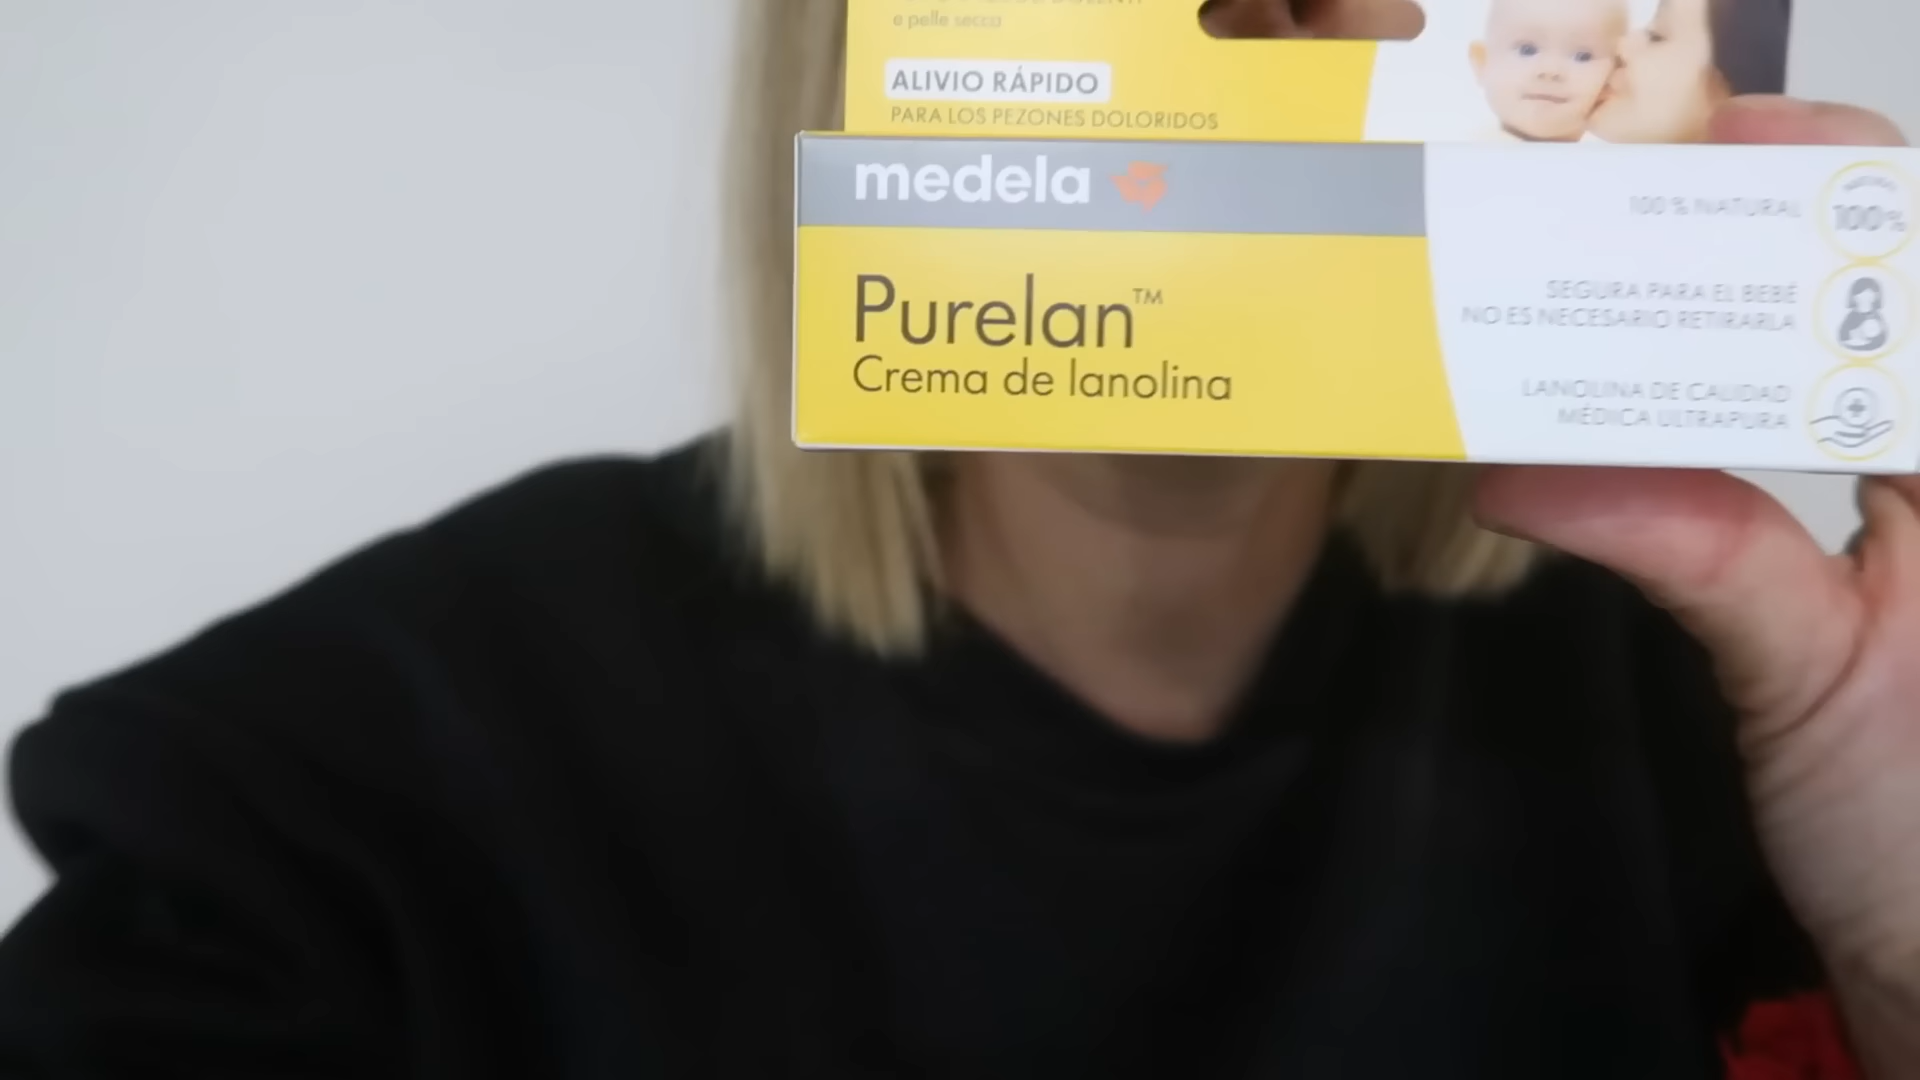 e pelle secca
ALIVIO RÁPIDO
PARA LOS PEZONES DOLORIDOS
medela
Purelan™
Crema de lanolina
100 % NATURAL
100%
SEGURA PARA EL BEBÉ
NO ES NECESARIO RETIRARLA
LANOLINA DE CALIDAD
MÉDICA ULTRAPURA